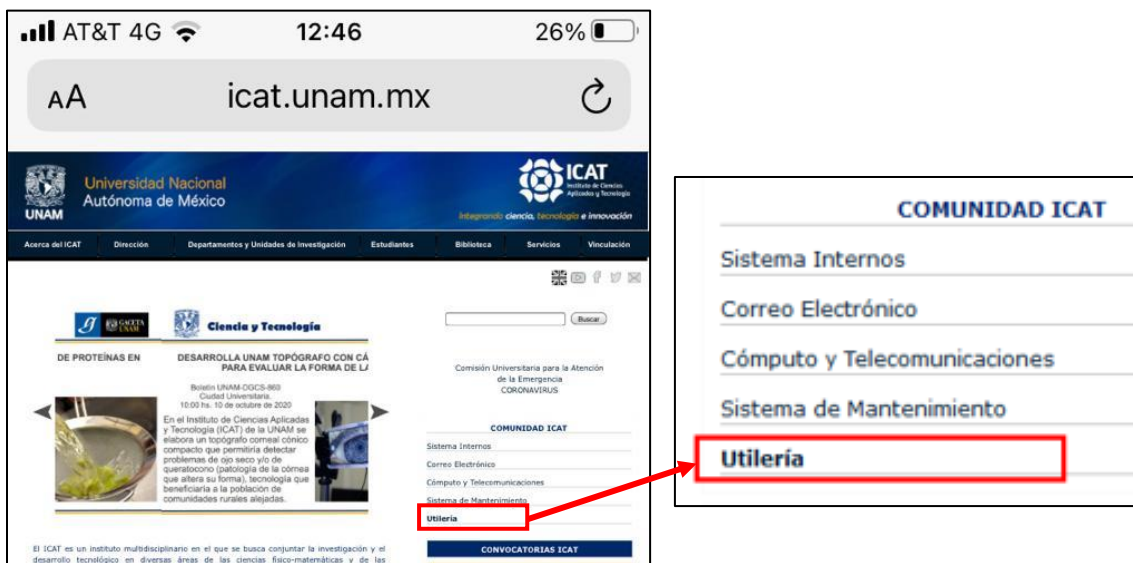 AT&T 4G 12:46 26%
AA icat.unam.mx
UNAM
Universidad Nacional
Autónoma de México
ICAT
Instituto de Ciencias
Aplicadas y Tecnología
Integrando ciencia, tecnología e innovación
Acerca del ICAT Dirección Departamentos y Unidades de Investigación Estudiantes Biblioteca Servicios Vinculación
g GACETA UNAM Ciencia y Tecnología
Buscar
DE PROTEÍNAS EN
DESARROLLA UNAM TOPÓGRAFO CON CÁ
PARA EVALUAR LA FORMA DE LA
Boletín UNAM-DGCS-860
Ciudad Universitaria.
10:00 hs. 10 de octubre de 2020
En el Instituto de Ciencias Aplicadas
y Tecnología (ICAT) de la UNAM se
elabora un topógrafo corneal cónico
compacto que permitiría detectar
problemas de ojo seco y/o de
queratocono (patología de la córnea
que altera su forma), tecnología que
beneficiaría a la población de
comunidades rurales alejadas.
Comisión Universitaria para la Atención
de la Emergencia
CORONAVIRUS
COMUNIDAD ICAT
Sistema Internos
Correo Electrónico
Cómputo y Telecomunicaciones
Sistema de Mantenimiento
Utilería
CONVOCATORIAS ICAT
El ICAT es un instituto multidisciplinario en el que se busca conjuntar la investigación y el
desarrollo tecnológico en diversas áreas de las ciencias físico-matemáticas y de las
COMUNIDAD ICAT
Sistema Internos
Correo Electrónico
Cómputo y Telecomunicaciones
Sistema de Mantenimiento
Utilería